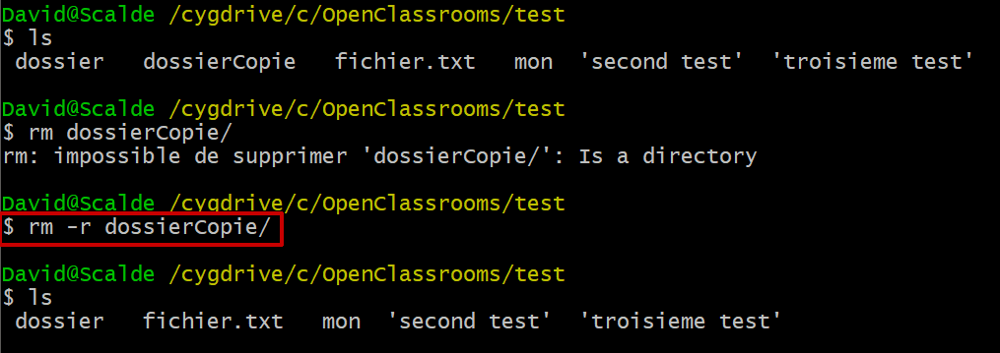 David@Scalde /cygdrive/c/OpenClassrooms/test
$ ls
dossier   dossierCopie   fichier.txt   mon  'second test'  'troisieme test'
David@Scalde /cygdrive/c/OpenClassrooms/test
$ rm dossierCopie/
rm: impossible de supprimer 'dossierCopie/': Is a directory
David@Scalde /cygdrive/c/OpenClassrooms/test
$ rm -r dossierCopie/
David@Scalde /cygdrive/c/OpenClassrooms/test
$ ls
dossier   fichier.txt   mon  'second test'  'troisieme test'